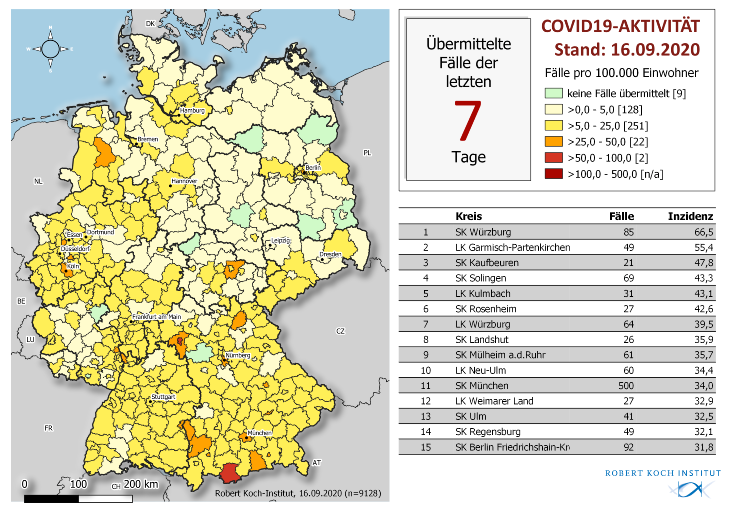 DK
NL
BE
LU
FR
CH
AT
CZ
PL
Hamburg
Bremen
Berlin
Hannover
Essen
Dortmund
Düsseldorf
Köln
Leipzig
Dresden
Frankfurt am Main
Nürnberg
Stuttgart
München
0 100 200 km
Robert Koch-Institut, 16.09.2020 (n=9128)
Übermittelte
Fälle der
letzten
7
Tage
COVID19-AKTIVITÄT
Stand: 16.09.2020
Fälle pro 100.000 Einwohner
keine Fälle übermittelt [9]
>0,0 - 5,0 [128]
>5,0 - 25,0 [251]
>25,0 - 50,0 [22]
>50,0 - 100,0 [2]
>100,0 - 500,0 [n/a]
Kreis Fälle Inzidenz
1 SK Würzburg 85 66,5
2 LK Garmisch-Partenkirchen 49 55,4
3 SK Kaufbeuren 21 47,8
4 SK Solingen 69 43,3
5 LK Kulmbach 31 43,1
6 SK Rosenheim 27 42,6
7 LK Würzburg 64 39,5
8 SK Landshut 26 35,9
9 SK Mülheim a.d.Ruhr 61 35,7
10 LK Neu-Ulm 60 34,4
11 SK München 500 34,0
12 LK Weimarer Land 27 32,9
13 SK Ulm 41 32,5
14 SK Regensburg 49 32,1
15 SK Berlin Friedrichshain-Kr 92 31,8
ROBERT KOCH INSTITUT